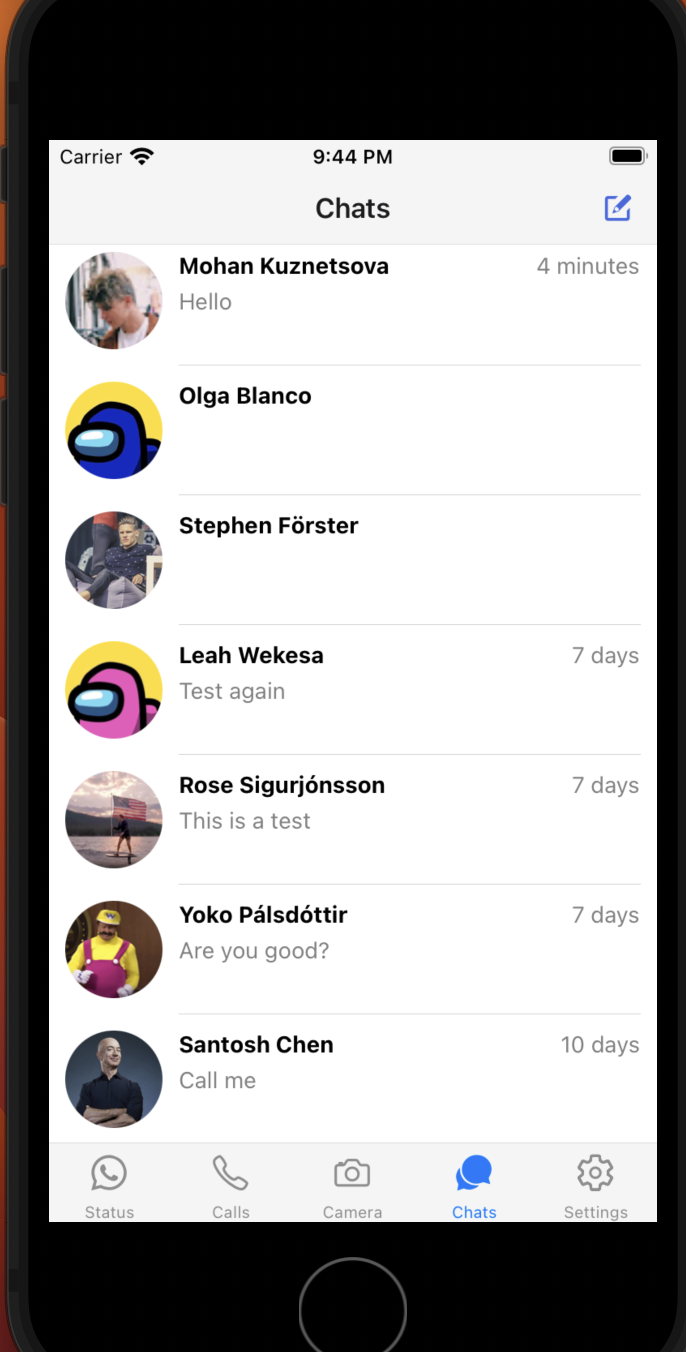 Carrier 9:44 PM
Chats
Mohan Kuznetsova 4 minutes
Hello
Olga Blanco
Stephen Förster
Leah Wekesa 7 days
Test again
Rose Sigurjónsson 7 days
This is a test
Yoko Pálsdóttir 7 days
Are you good?
Santosh Chen 10 days
Call me
Status Calls Camera Chats Settings